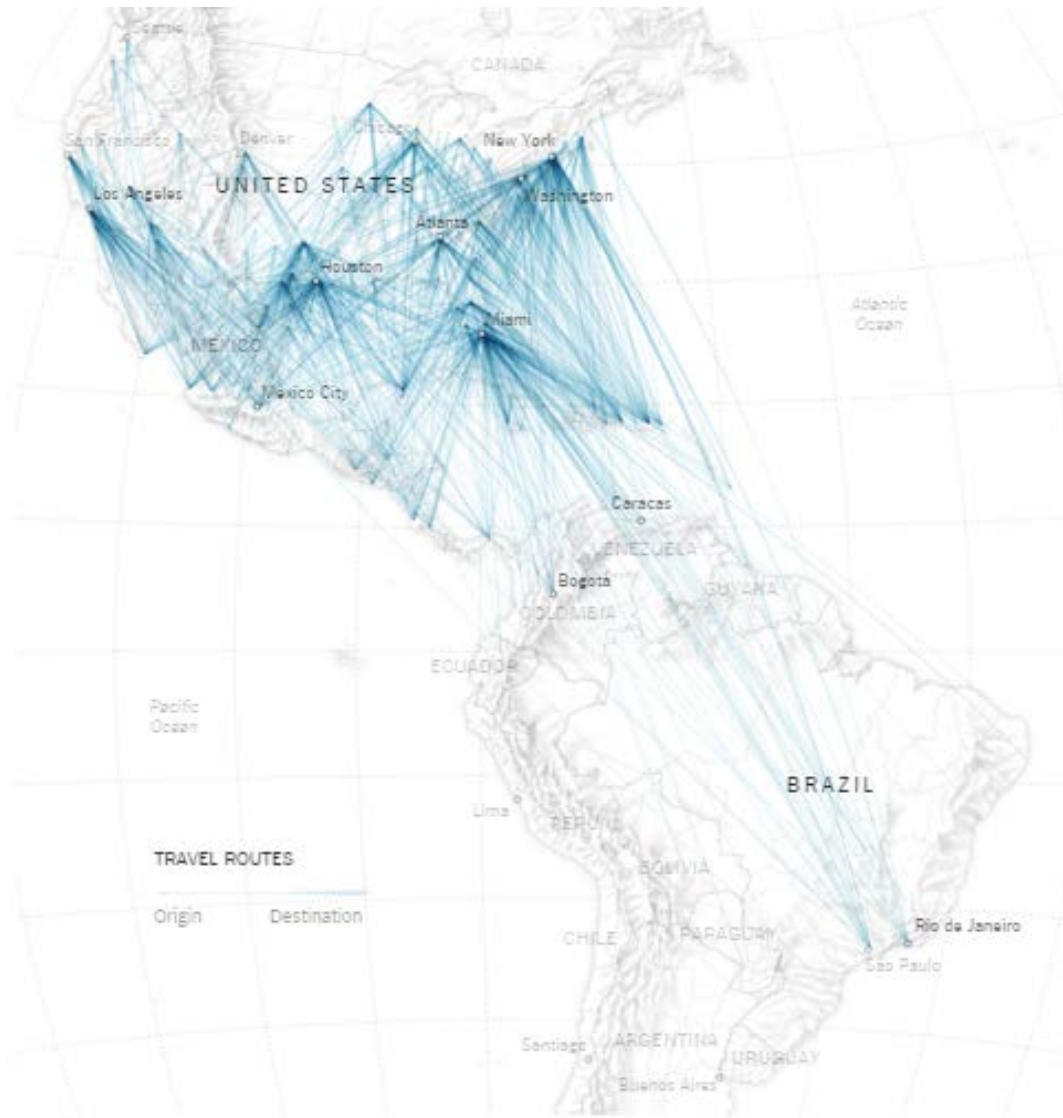 Seattle
CANADA
San Francisco
Denver
Chicago
New York
Los Angeles
UNITED STATES
Washington
Atlanta
Houston
Atlantic
Ocean
Miami
MEXICO
Mexico City
Caracas
VENEZUELA
Bogotá
GUYANA
COLOMBIA
ECUADOR
Pacific
Ocean
BRAZIL
Lima
PERU
TRAVEL ROUTES
BOLIVIA
Origin
Destination
Rio de Janeiro
CHILE
PARAGUAY
Sao Paulo
Santiago
ARGENTINA
URUGUAY
Buenos Aires